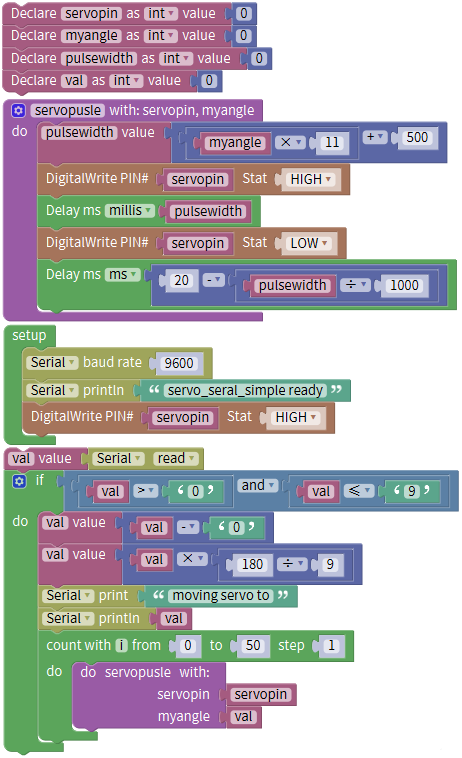 Declare servopin as int value 0
Declare myangle as int value 0
Declare pulsewidth as int value 0
Declare val as int value 0
servopusle with: servopin, myangle
do pulsewidth value myangle × 11 + 500
DigitalWrite PIN# servopin Stat HIGH
Delay ms millis pulsewidth
DigitalWrite PIN# servopin Stat LOW
Delay ms ms 20 - pulsewidth ÷ 1000
setup
Serial baud rate 9600
Serial println “ servo_seral_simple ready ”
DigitalWrite PIN# servopin Stat HIGH
val value Serial read
if val > ‘ 0 ’ and val ≤ ‘ 9 ’
do val value val - ‘ 0 ’
val value val × 180 ÷ 9
Serial print “ moving servo to ”
Serial println val
count with i from 0 to 50 step 1
do do servopusle with:
servopin servopin
myangle val